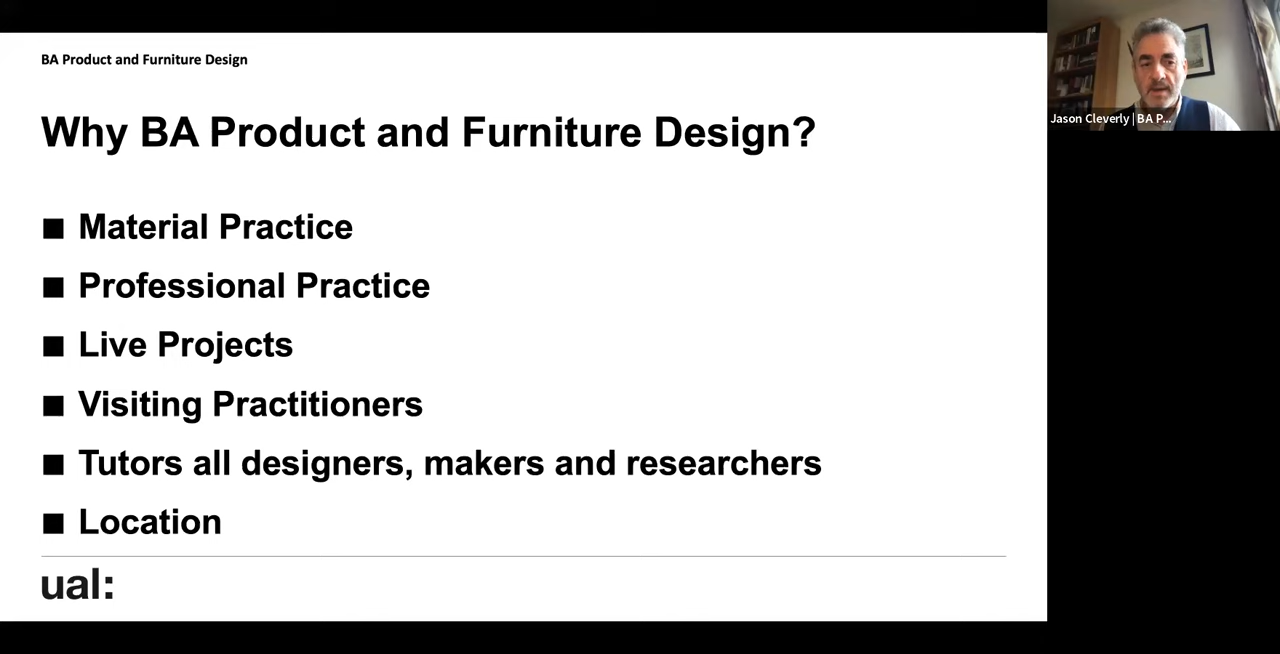 BA Product and Furniture Design
Why BA Product and Furniture Design?
■ Material Practice
■ Professional Practice
■ Live Projects
■ Visiting Practitioners
■ Tutors all designers, makers and researchers
■ Location
ual:
Jason Cleverly | BA P...